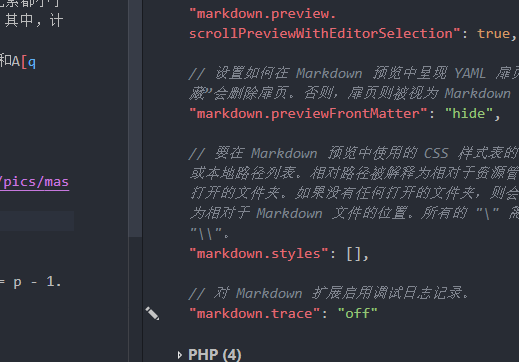 素都小于
其中，计
和A[q
/pics/mas
= p - 1.
"markdown.preview.
scrollPreviewWithEditorSelection": true,
// 设置如何在 Markdown 预览中呈现 YAML 扉页
藏"会删除扉页。否则，扉页则被视为 Markdown
"markdown.previewFrontMatter": "hide",
// 要在 Markdown 预览中使用的 CSS 样式表的
或本地路径列表。相对路径被解释为相对于资源管
打开的文件夹。如果没有任何打开的文件夹，则会
为相对于 Markdown 文件的位置。所有的 "\" 需
"\\"。
"markdown.styles": [],
// 对 Markdown 扩展启用调试日志记录。
"markdown.trace": "off"
PHP (4)